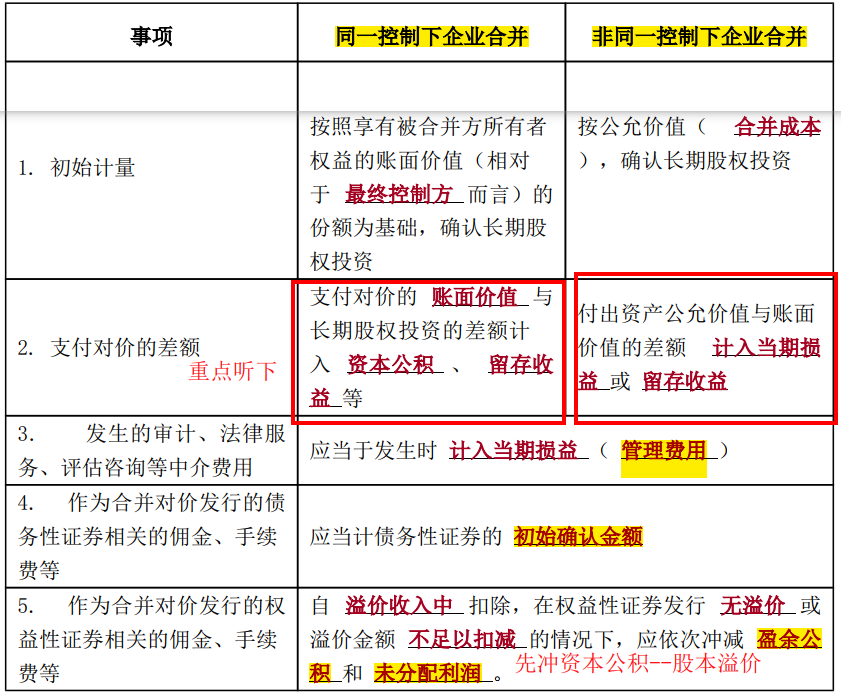 事项
同一控制下企业合并
非同一控制下企业合并
1. 初始计量
按照享有被合并方所有者
权益的账面价值（相对
于 最终控制方 而言）的
份额为基础，确认长期股
权投资
按公允价值（ 合并成本
），确认长期股权投资
2. 支付对价的差额
重点听下
支付对价的 账面价值 与
长期股权投资的差额计
入 资本公积 、 留存收
益 等
付出资产公允价值与账面
价值的差额 计入当期损
益 或 留存收益
3. 发生的审计、法律服
务、评估咨询等中介费用
应当于发生时 计入当期损益 （ 管理费用 ）
4. 作为合并对价发行的债
务性证券相关的佣金、手续
费等
应当计债务性证券的 初始确认金额
5. 作为合并对价发行的权
益性证券相关的佣金、手续
费等
自 溢价收入中 扣除，在权益性证券发行 无溢价 或
溢价金额 不足以扣减 的情况下，应依次冲减 盈余公
积 和 未分配利润 。
先冲资本公积--股本溢价